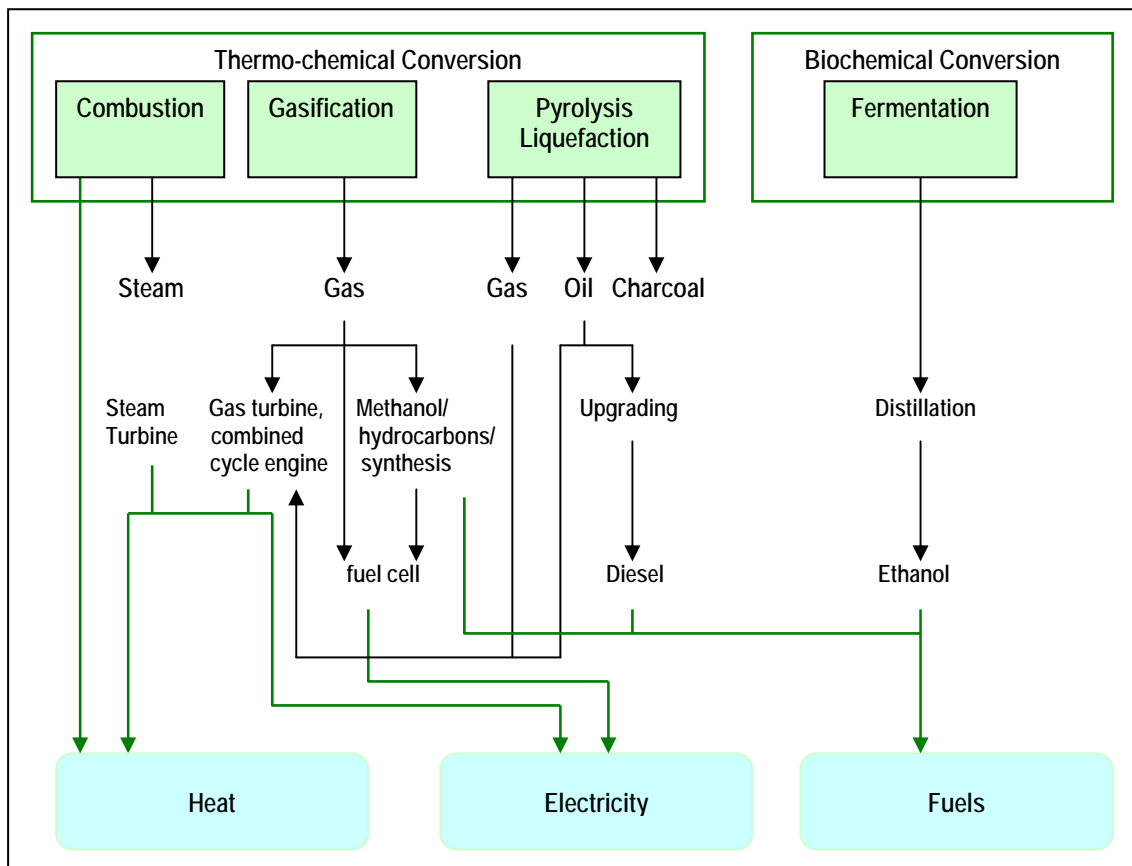 Thermo-chemical Conversion
Biochemical Conversion
Combustion
Gasification
Pyrolysis
Liquefaction
Fermentation
Steam
Gas
Gas
Oil
Charcoal
Steam
Turbine
Gas turbine,
combined
cycle engine
Methanol/
hydrocarbons/
synthesis
Upgrading
Distillation
fuel cell
Diesel
Ethanol
Heat
Electricity
Fuels